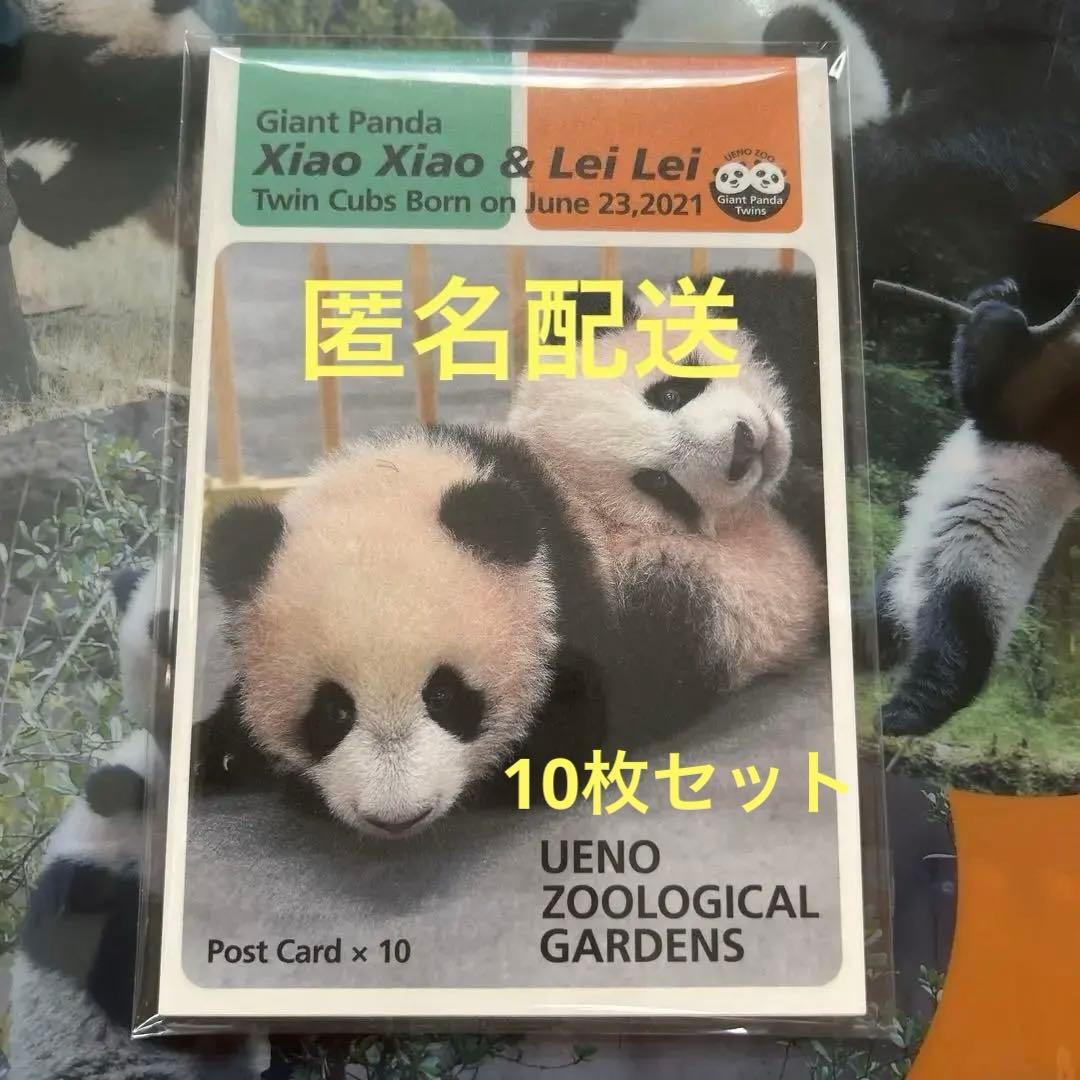 Giant Panda
Xiao Xiao & Lei Lei
Twin Cubs Born on June 23,2021
UENO ZOO
Giant Panda
Twins
匿名配送
10枚セット
UENO
ZOOLOGICAL
GARDENS
Post Card × 10